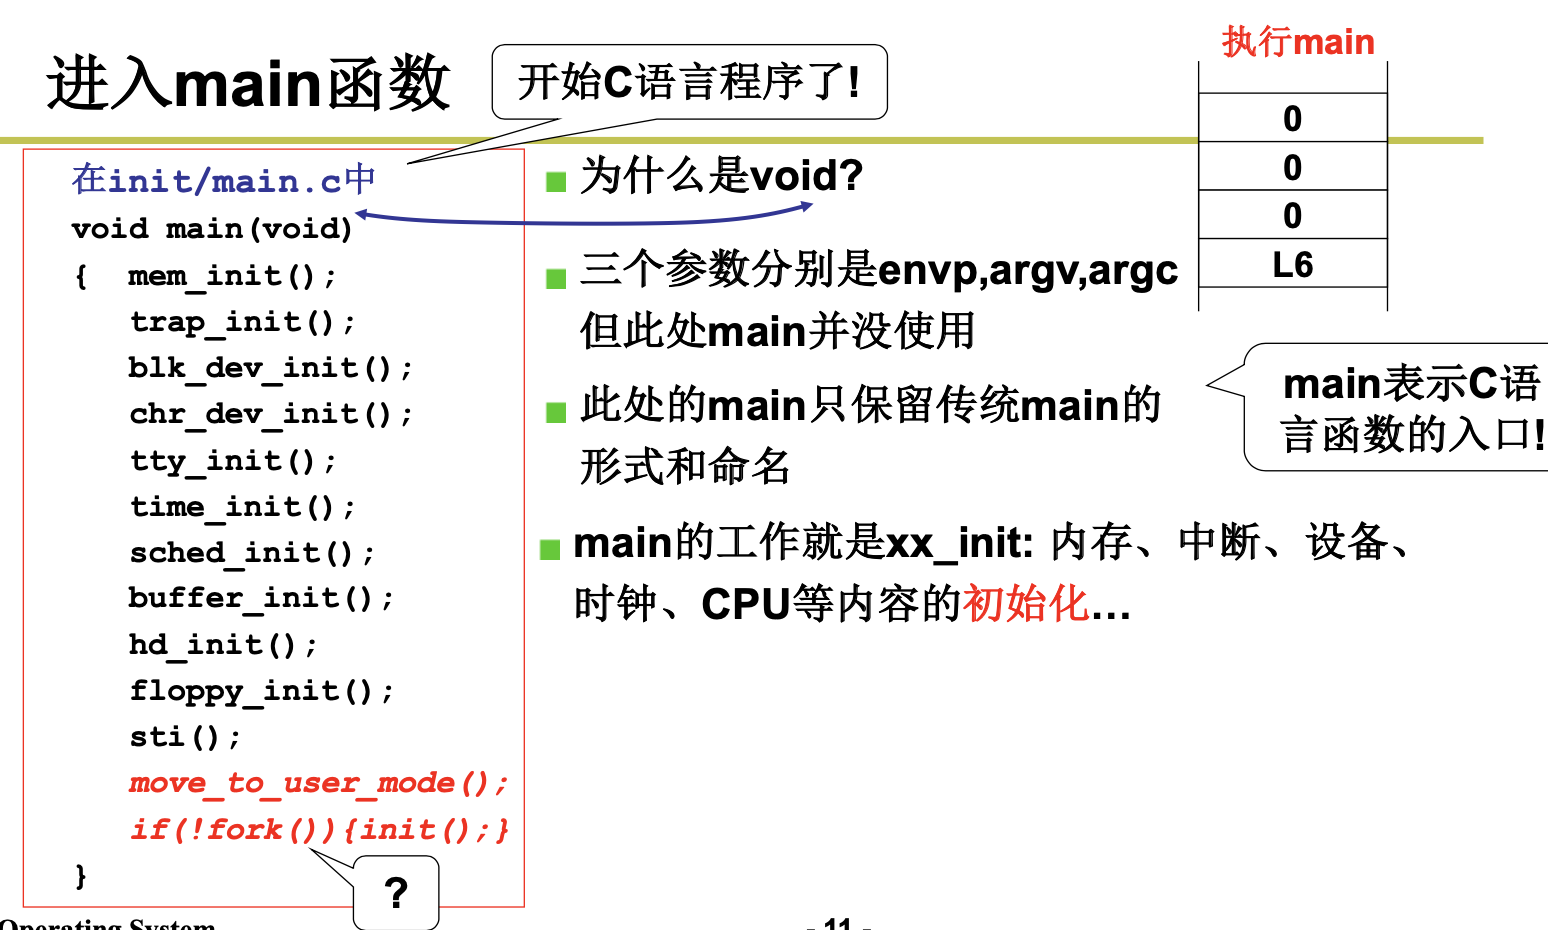 进入main函数
开始C语言程序了!
执行main
0
0
0
L6
在init/main.c中
void main(void)
{ mem_init();
trap_init();
blk_dev_init();
chr_dev_init();
tty_init();
time_init();
sched_init();
buffer_init();
hd_init();
floppy_init();
sti();
move_to_user_mode();
if(!fork()){init();}
}
?
为什么是void?
三个参数分别是envp,argv,argc
但此处main并没使用
此处的main只保留传统main的
形式和命名
main表示C语
言函数的入口!
main的工作就是xx_init: 内存、中断、设备、
时钟、CPU等内容的初始化...
Operating System
- 11 -